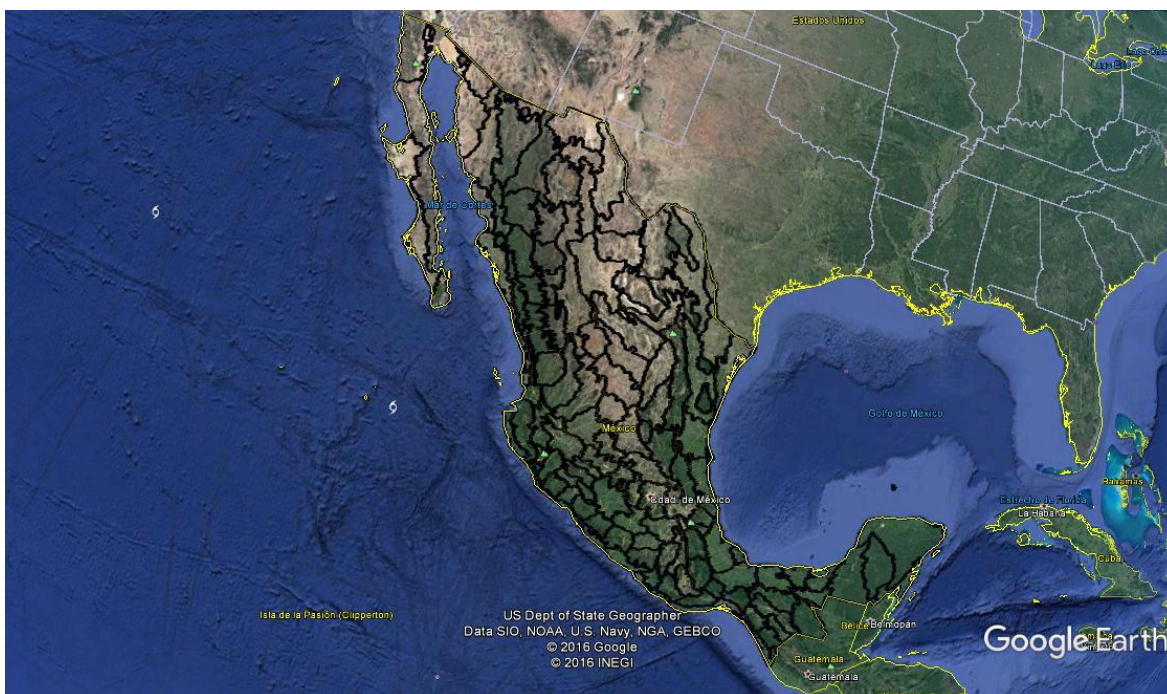 Estados Unidos
Mar de Cortés
Golfo de México
México
Cdad. de México
Estrecho de Florida
Bahamas
La Habana
Cuba
Isla de la Pasión (Clipperton)
US Dept of State Geographer
Data SIO, NOAA, U.S. Navy, NGA, GEBCO
© 2016 Google
© 2016 INEGI
Belice
Belmopán
Guatemala
Guatemala
Google Earth